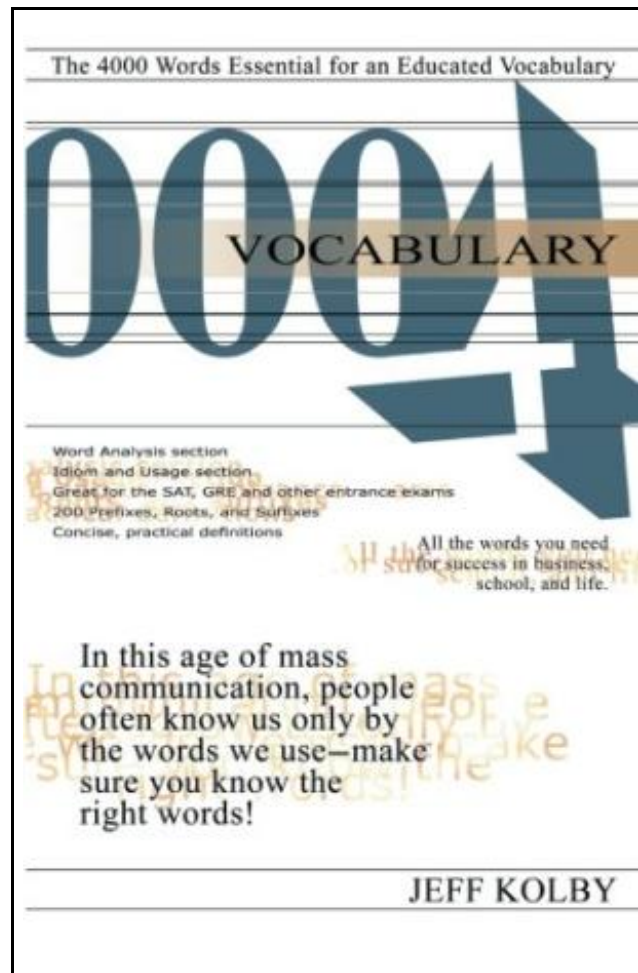 The 4000 Words Essential for an Educated Vocabulary
0004
VOCABULARY
Word Analysis section
Idiom and Usage section
Great for the SAT, GRE and other entrance exams
200 Prefixes, Roots, and Suffixes
Concise, practical definitions
All the words you need
for success in business,
school, and life.
In this age of mass
communication, people
often know us only by
the words we use—make
sure you know the
right words!
JEFF KOLBY